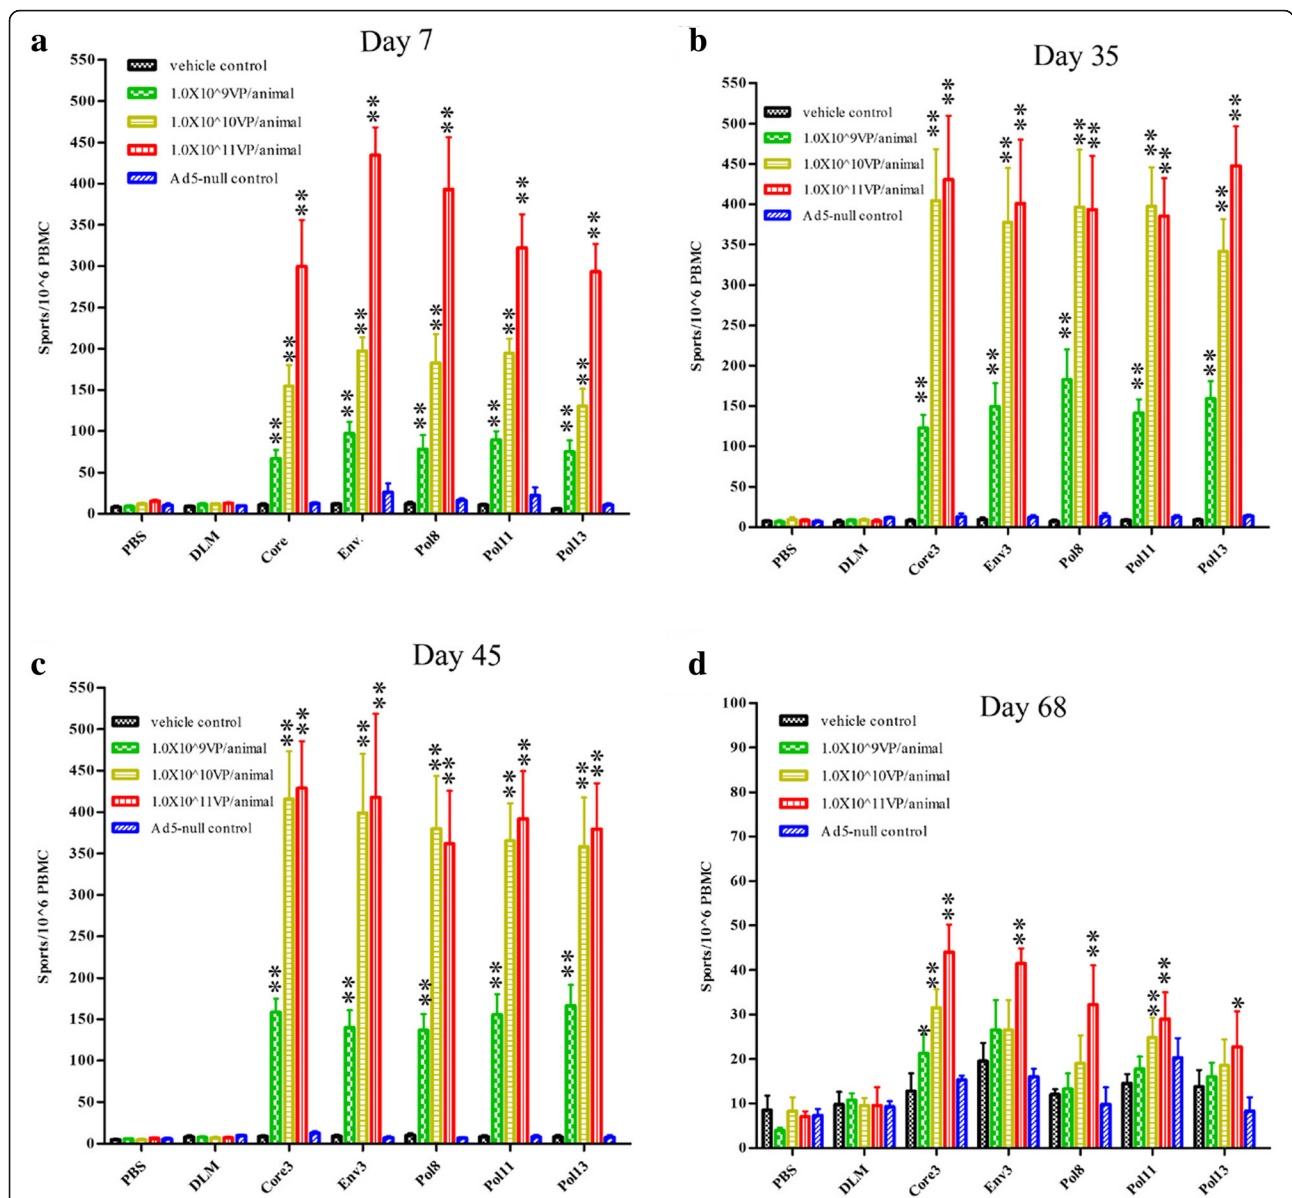 a
Day 7
550
500
450
400
350
300
250
200
150
100
50
0
Sports/10^6 PBMC
vehicle control
1.0X10^9VP/animal
1.0X10^10VP/animal
1.0X10^11VP/animal
Ad5-null control
** ** **
** ** **
** ** **
** ** **
** ** **
PBS
DLM
Core
Env.
Pol8
Pol11
Pol13
b
Day 35
550
500
450
400
350
300
250
200
150
100
50
0
Sports/10^6 PBMC
vehicle control
1.0X10^9VP/animal
1.0X10^10VP/animal
1.0X10^11VP/animal
Ad5-null control
** ** **
** ** **
** ** **
** ** **
** ** **
PBS
DLM
Core3
Env3
Pol8
Pol11
Pol13
c
Day 45
550
500
450
400
350
300
250
200
150
100
50
0
Sports/10^6 PBMC
vehicle control
1.0X10^9VP/animal
1.0X10^10VP/animal
1.0X10^11VP/animal
Ad5-null control
** ** **
** ** **
** ** **
** ** **
** ** **
PBS
DLM
Core3
Env3
Pol8
Pol11
Pol13
d
Day 68
100
90
80
70
60
50
40
30
20
10
0
Sports/10^6 PBMC
vehicle control
1.0X10^9VP/animal
1.0X10^10VP/animal
1.0X10^11VP/animal
Ad5-null control
* ** **
**
**
** **
*
PBS
DLM
Core3
Env3
Pol8
Pol11
Pol13